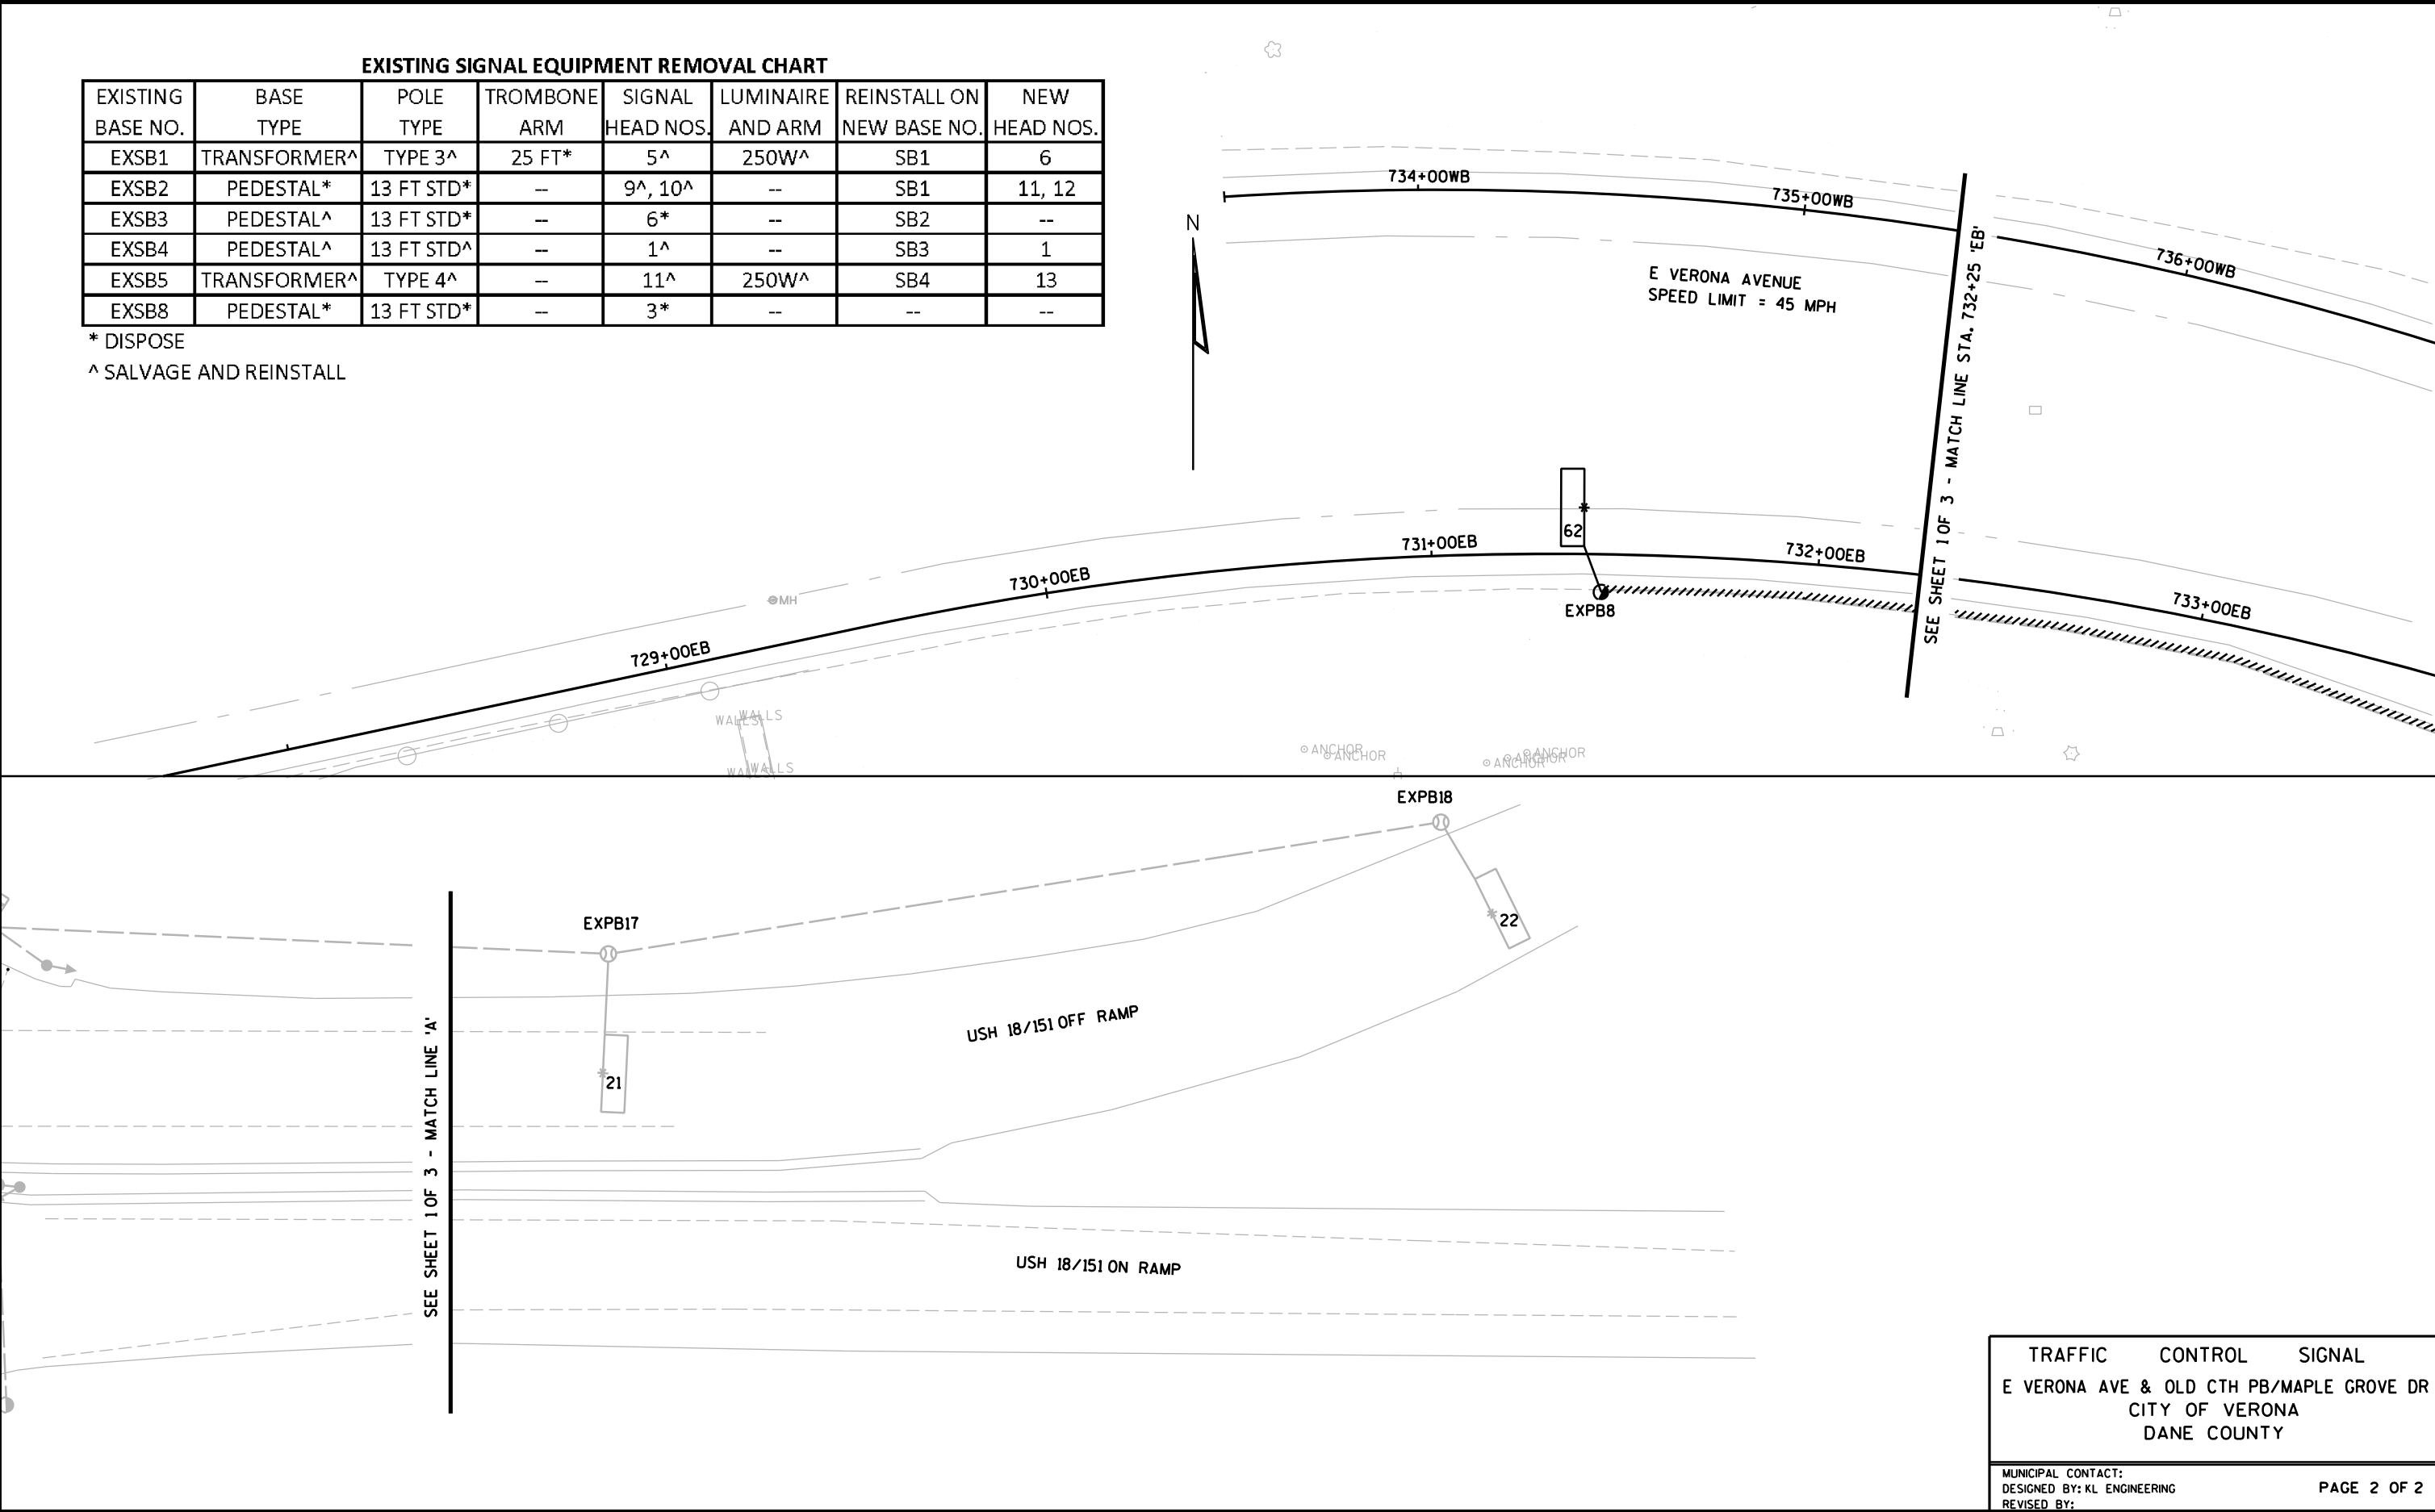 EXISTING SIGNAL EQUIPMENT REMOVAL CHART
EXISTING BASE NO. BASE TYPE POLE TYPE TROMBONE ARM SIGNAL HEAD NOS. LUMINAIRE AND ARM REINSTALL ON NEW BASE NO. NEW HEAD NOS.
EXSB1 TRANSFORMER^ TYPE 3^ 25 FT* 5^ 250W^ SB1 6
EXSB2 PEDESTAL* 13 FT STD* -- 9^, 10^ -- SB1 11, 12
EXSB3 PEDESTAL^ 13 FT STD* -- 6* -- SB2 --
EXSB4 PEDESTAL^ 13 FT STD^ -- 1^ -- SB3 1
EXSB5 TRANSFORMER^ TYPE 4^ -- 11^ 250W^ SB4 13
EXSB8 PEDESTAL* 13 FT STD* -- 3* -- -- --
* DISPOSE
^ SALVAGE AND REINSTALL
N
734+00WB
735+00WB
736+00WB
E VERONA AVENUE
SPEED LIMIT = 45 MPH
SEE SHEET 1 OF 3 - MATCH LINE STA. 732+25 'EB'
62
EXPB8
729+00EB
730+00EB
731+00EB
732+00EB
733+00EB
MH
WALLS
WALLS
WALLS
WALLS
ANCHOR
ANCHOR
ANCHOR
ANCHOR
EXPB18
22
EXPB17
21
SEE SHEET 1 OF 3 - MATCH LINE 'A'
USH 18/151 OFF RAMP
USH 18/151 ON RAMP
TRAFFIC CONTROL SIGNAL
E VERONA AVE & OLD CTH PB/MAPLE GROVE DR
CITY OF VERONA
DANE COUNTY
MUNICIPAL CONTACT:
DESIGNED BY: KL ENGINEERING
REVISED BY:
PAGE 2 OF 2